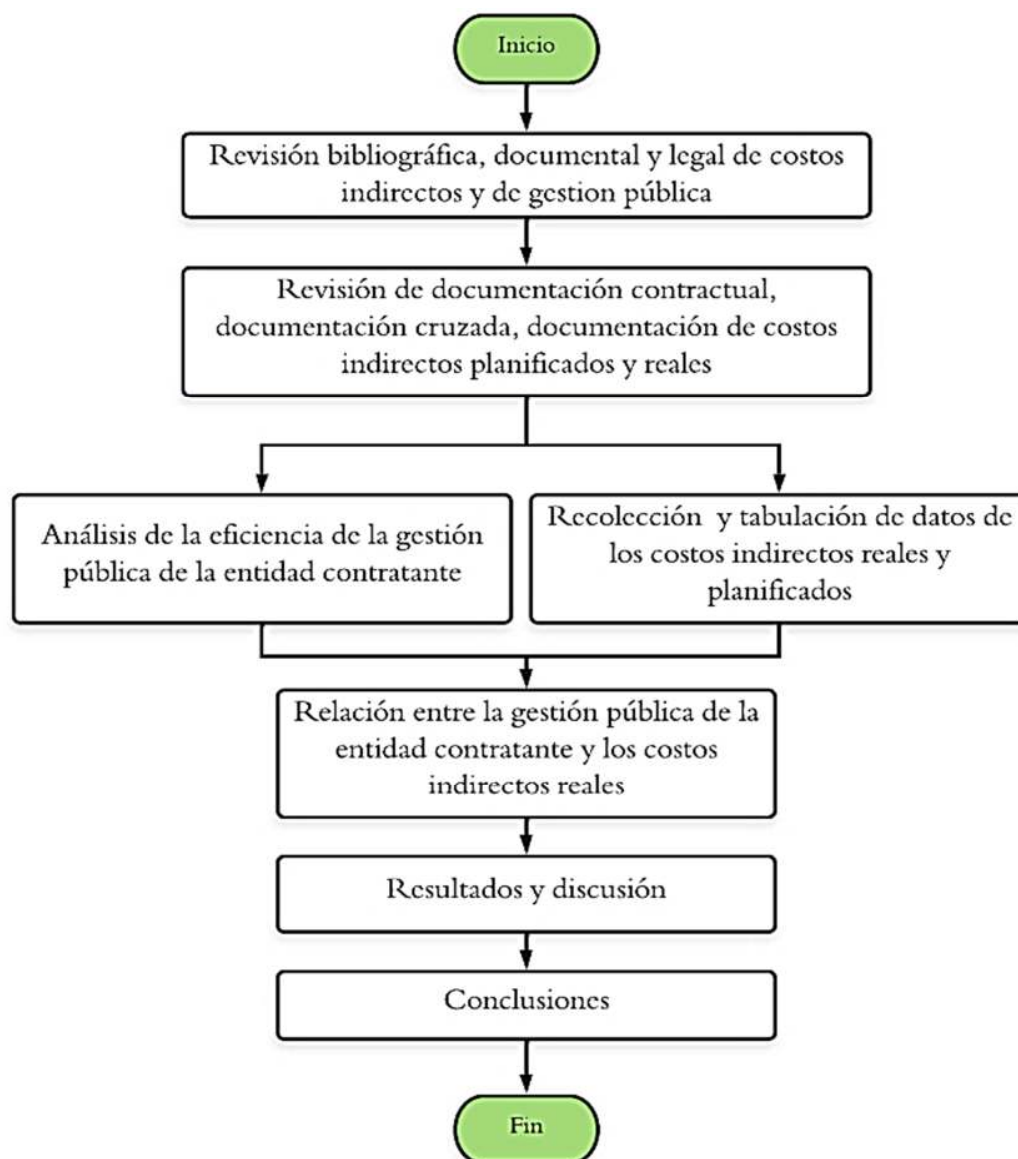 Inicio
Revisión bibliográfica, documental y legal de costos
indirectos y de gestion pública
Revisión de documentación contractual,
documentación cruzada, documentación de costos
indirectos planificados y reales
Análisis de la eficiencia de la gestión
pública de la entidad contratante
Recolección y tabulación de datos de
los costos indirectos reales y
planificados
Relación entre la gestión pública de la
entidad contratante y los costos
indirectos reales
Resultados y discusión
Conclusiones
Fin